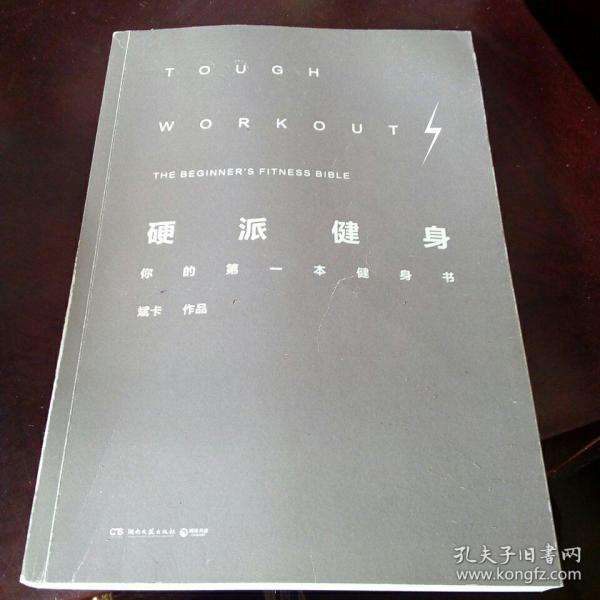 TOUGH
WORKOUT
THE BEGINNER'S FITNESS BIBLE
硬派健身
你的第一本健身书
斌卡 作品
湖南文艺出版社
孔夫子旧书网
www.kongfz.com